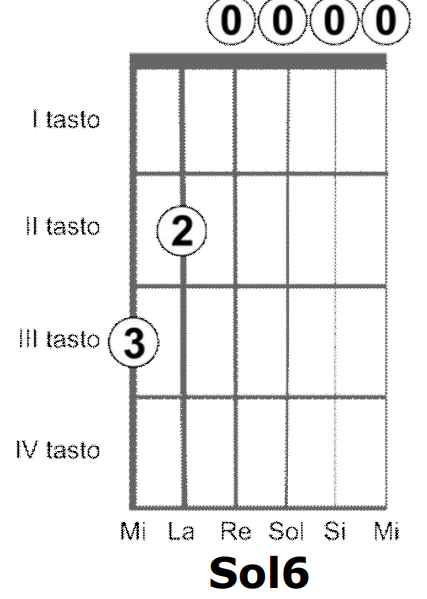 0 0 0 0
I tasto
II tasto
2
III tasto
3
IV tasto
Mi La Re Sol Si Mi
Sol6